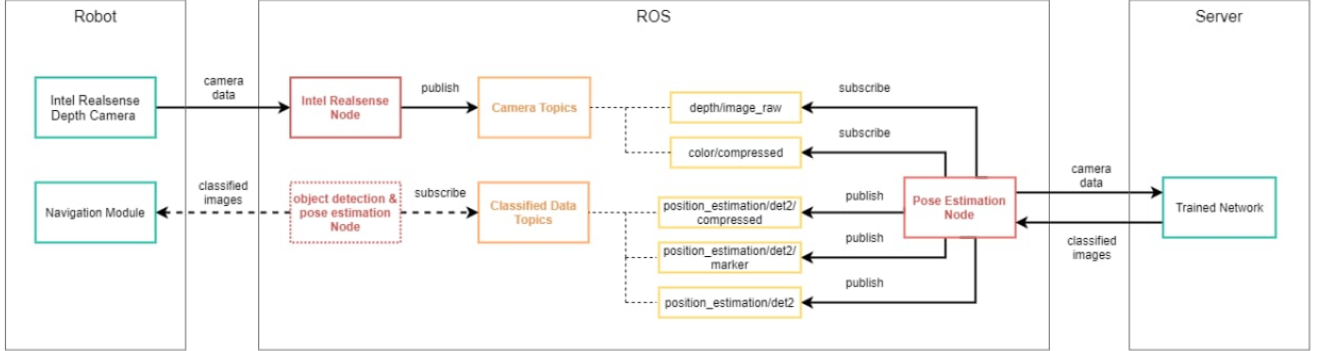 Robot
ROS
Server
Intel Realsense
Depth Camera
camera
data
Intel Realsense
Node
publish
Camera Topics
depth/image_raw
subscribe
color/compressed
subscribe
Navigation Module
classified
images
object detection &
pose estimation
Node
subscribe
Classified Data
Topics
position_estimation/det2/
compressed
publish
position_estimation/det2/
marker
publish
position_estimation/det2
publish
Pose Estimation
Node
camera
data
classified
images
Trained Network